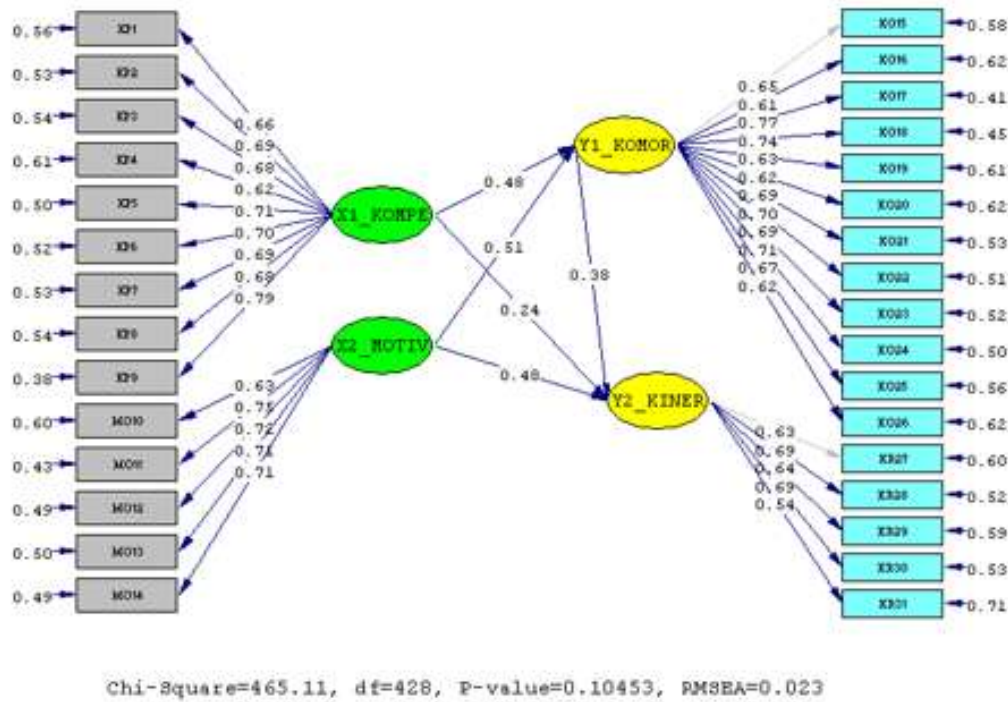 0.56 KP1
0.53 KP2
0.54 KP3
0.61 KP4
0.50 KP5
0.52 KP6
0.53 KP7
0.54 KP8
0.38 KP9
0.60 MO10
0.43 MO11
0.49 MO12
0.50 MO13
0.49 MO14
0.66
0.69
0.68
0.62
0.71
0.70
0.69
0.68
0.79
0.63
0.75
0.72
0.71
0.71
X1_KOMPE
X2_MOTIV
0.48
0.51
0.38
0.24
0.48
Y1_KOMOR
Y2_KINER
0.65
0.61
0.77
0.74
0.63
0.62
0.69
0.70
0.69
0.71
0.67
0.62
0.63
0.69
0.64
0.69
0.54
KO15 0.58
KO16 0.62
KO17 0.41
KO18 0.45
KO19 0.61
KO20 0.62
KO21 0.53
KO22 0.51
KO23 0.52
KO24 0.50
KO25 0.56
KO26 0.62
KR27 0.60
KR28 0.52
KR29 0.59
KR30 0.53
KR31 0.71
Chi-Square=465.11, df=428, P-value=0.10453, RMSEA=0.023